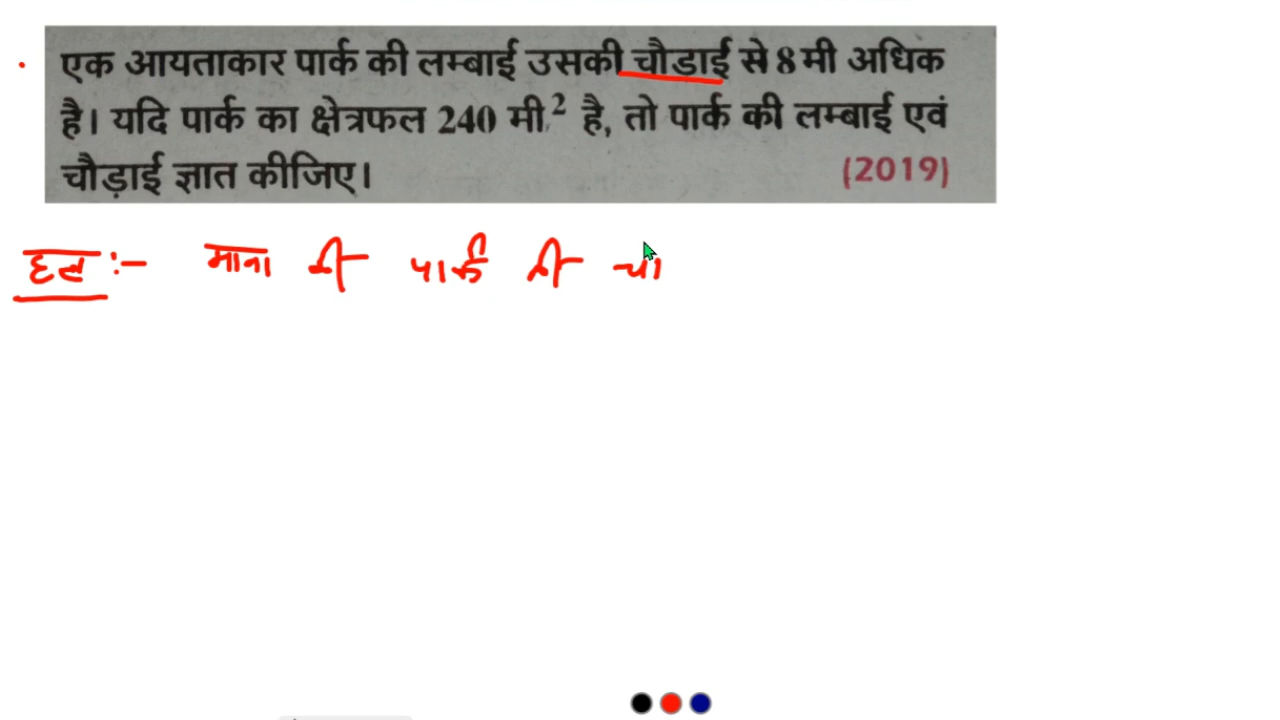 एक आयताकार पार्क की लम्बाई उसकी चौडाई से 8 मी अधिक
है। यदि पार्क का क्षेत्रफल 240 मी.² है, तो पार्क की लम्बाई एवं
चौड़ाई ज्ञात कीजिए। (2019)
हल :- माना की पार्क की चौ